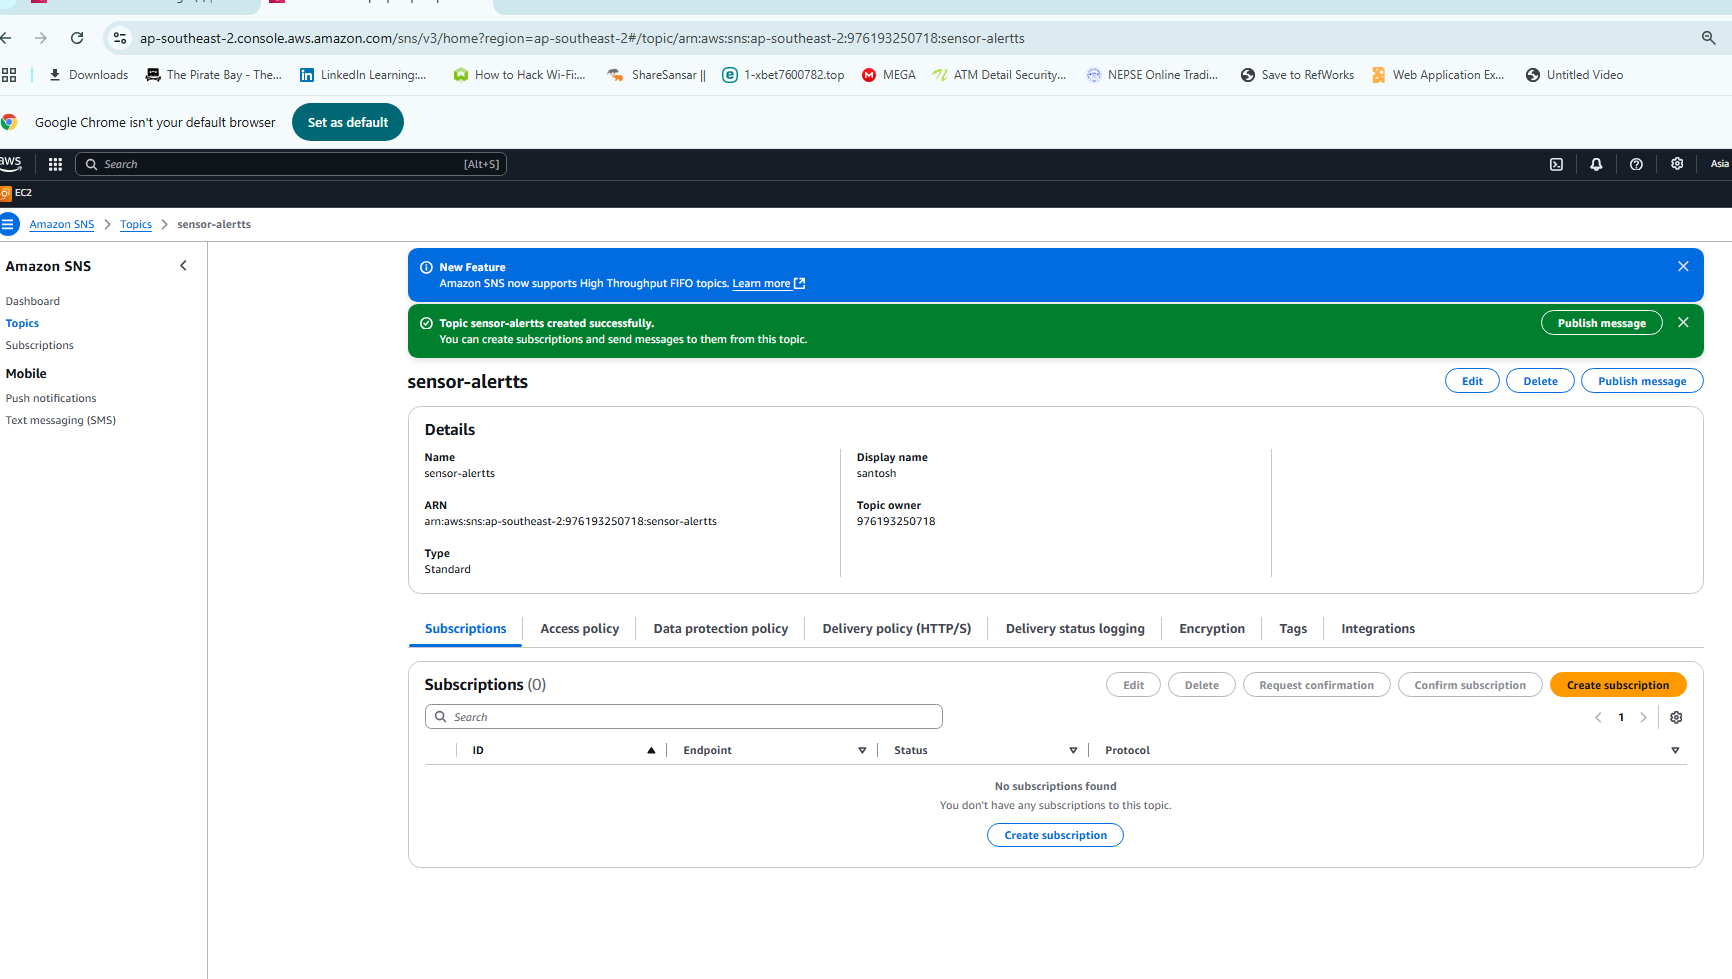 ap-southeast-2.console.aws.amazon.com/sns/v3/home?region=ap-southeast-2#/topic/arn:aws:sns:ap-southeast-2:976193250718:sensor-alertts
Downloads The Pirate Bay - The... LinkedIn Learning:... How to Hack Wi-Fi:... ShareSansar || 1-xbet7600782.top MEGA ATM Detail Security... NEPSE Online Tradi... Save to RefWorks Web Application Ex... Untitled Video
Google Chrome isn't your default browser Set as default
aws Search [Alt+S] Asia
EC2
Amazon SNS Topics sensor-alertts
Amazon SNS
Dashboard
Topics
Subscriptions
Mobile
Push notifications
Text messaging (SMS)
New Feature
Amazon SNS now supports High Throughput FIFO topics. Learn more
Topic sensor-alertts created successfully.
You can create subscriptions and send messages to them from this topic.
Publish message
sensor-alertts
Edit Delete Publish message
Details
Name
sensor-alertts
ARN
arn:aws:sns:ap-southeast-2:976193250718:sensor-alertts
Type
Standard
Display name
santosh
Topic owner
976193250718
Subscriptions Access policy Data protection policy Delivery policy (HTTP/S) Delivery status logging Encryption Tags Integrations
Subscriptions (0)
Edit Delete Request confirmation Confirm subscription Create subscription
Search
1
ID Endpoint Status Protocol
No subscriptions found
You don't have any subscriptions to this topic.
Create subscription